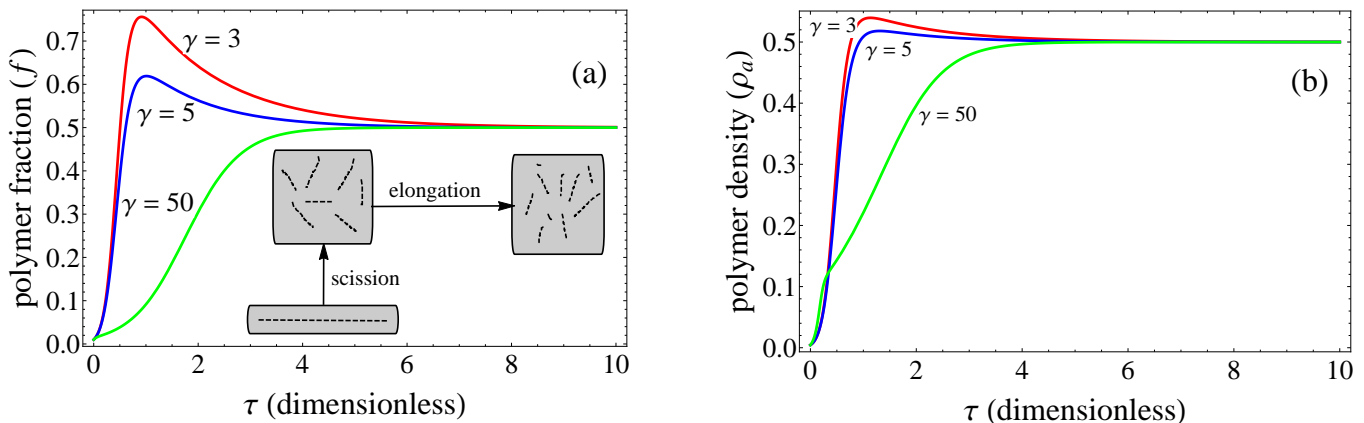 polymer fraction (f)
0.7
0.6
0.5
0.4
0.3
0.2
0.1
0.0
γ = 3
γ = 5
γ = 50
(a)
elongation
scission
0 2 4 6 8 10
τ (dimensionless)
polymer density (ρa)
0.5
0.4
0.3
0.2
0.1
0.0
γ = 3
γ = 5
γ = 50
(b)
0 2 4 6 8 10
τ (dimensionless)